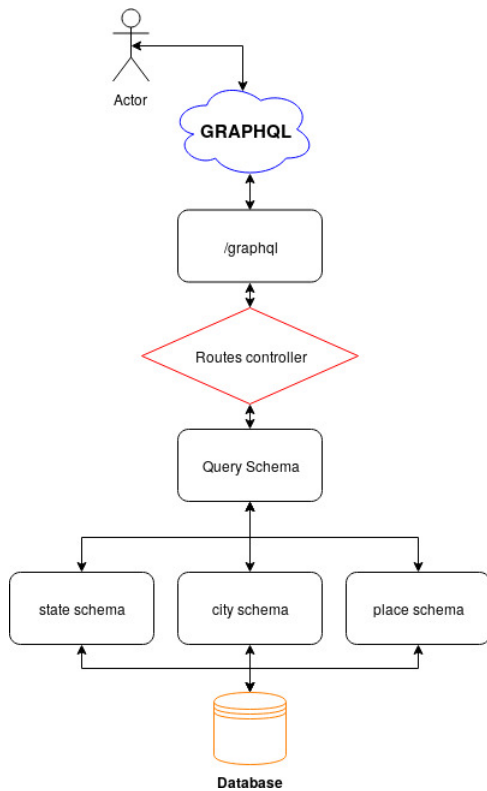 Actor
GRAPHQL
/graphql
Routes controller
Query Schema
state schema
city schema
place schema
Database